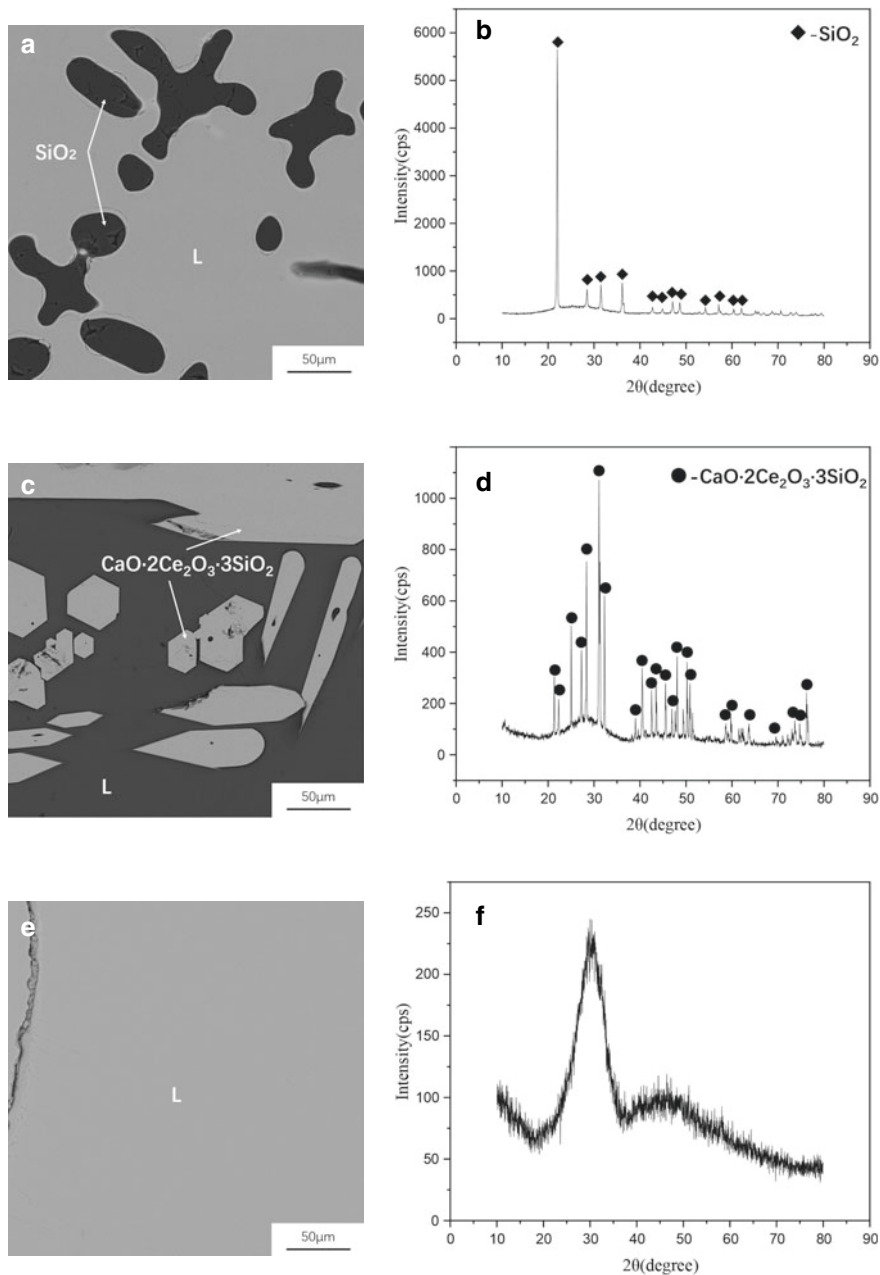 a
SiO₂
L
50μm
b
◆-SiO₂
6000
5000
4000
3000
2000
1000
0
Intensity(cps)
0 10 20 30 40 50 60 70 80 90
2θ(degree)
c
CaO·2Ce₂O₃·3SiO₂
L
50μm
d
●-CaO·2Ce₂O₃·3SiO₂
1000
800
600
400
200
0
Intensity(cps)
0 10 20 30 40 50 60 70 80 90
2θ(degree)
e
L
50μm
f
250
200
150
100
50
0
Intensity(cps)
0 10 20 30 40 50 60 70 80 90
2θ(degree)